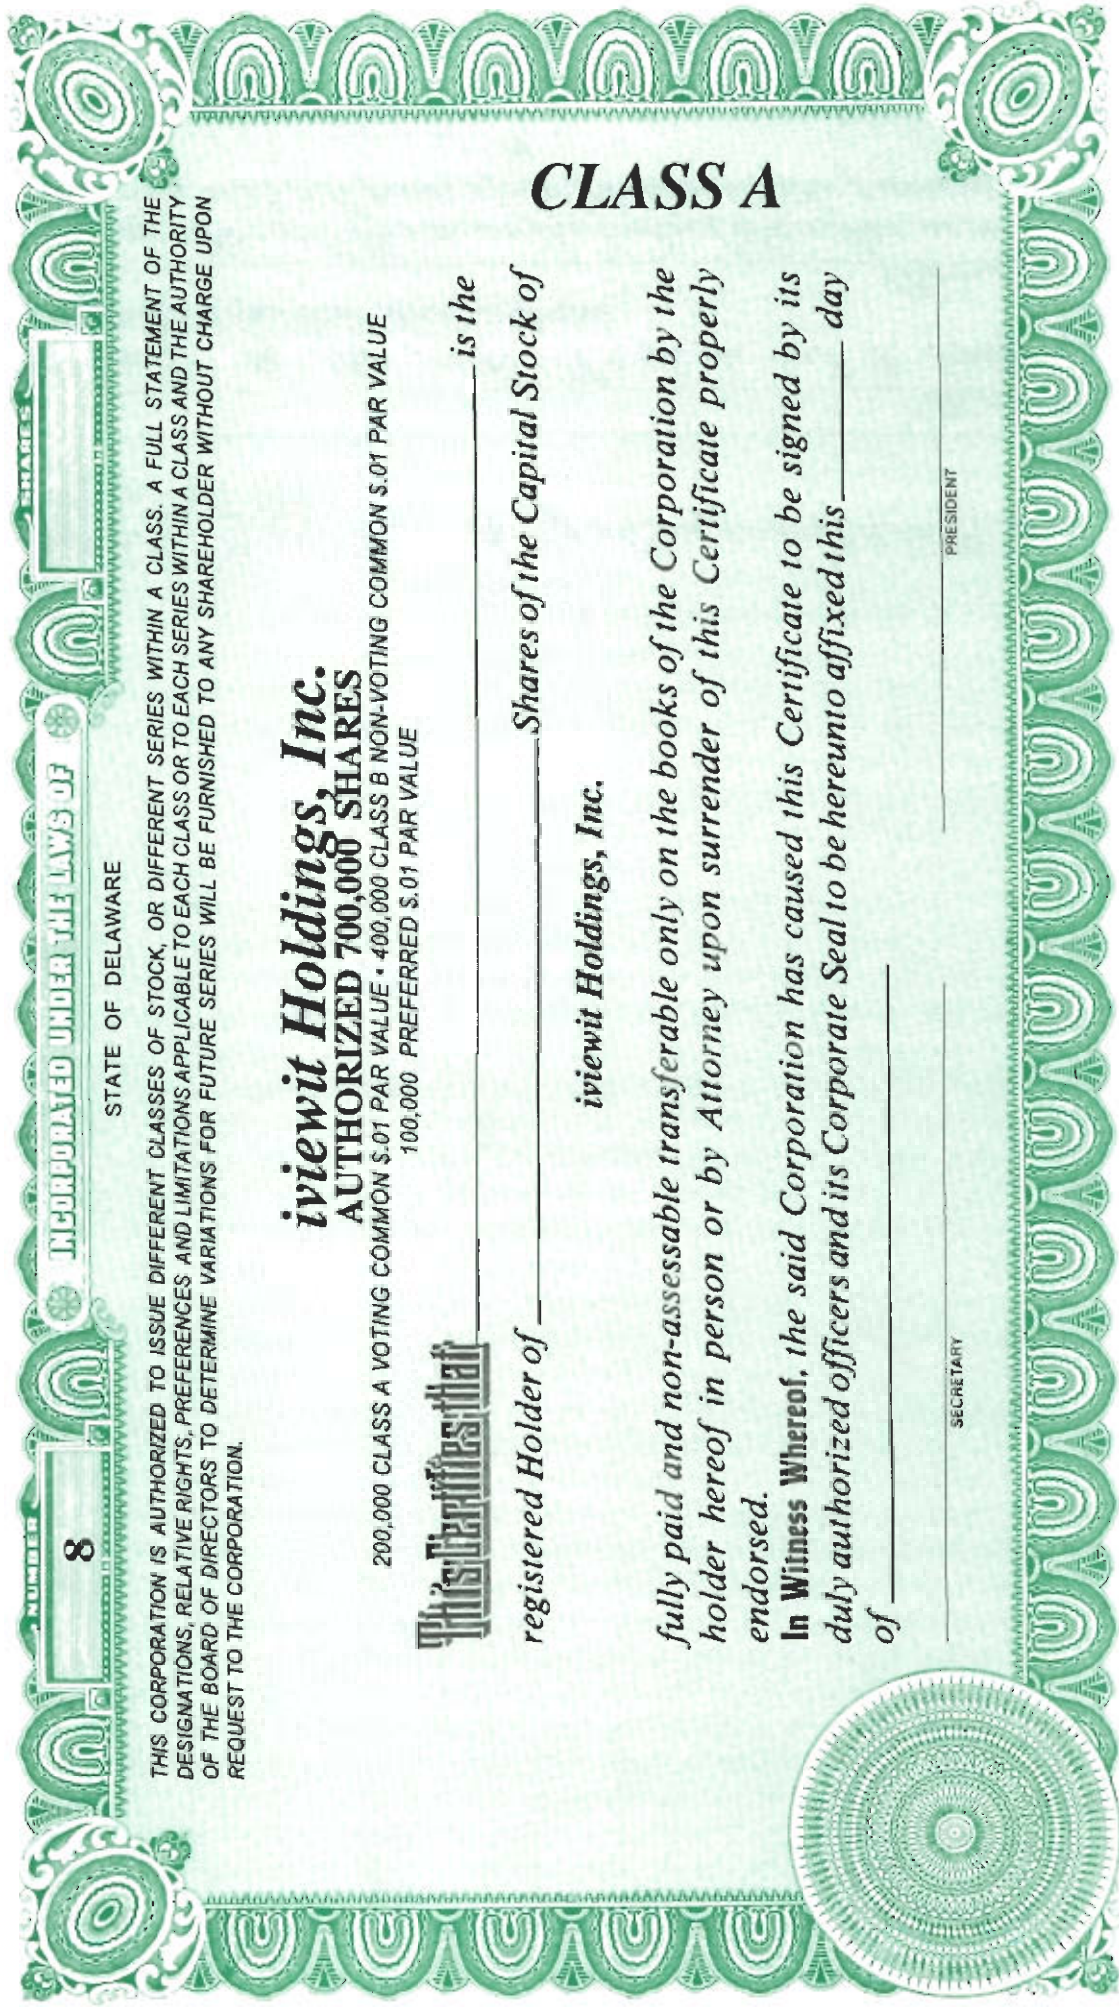 NUMBER
8
INCORPORATED UNDER THE LAWS OF
SHARES
STATE OF DELAWARE
THIS CORPORATION IS AUTHORIZED TO ISSUE DIFFERENT CLASSES OF STOCK, OR DIFFERENT SERIES WITHIN A CLASS. A FULL STATEMENT OF THE
DESIGNATIONS, RELATIVE RIGHTS, PREFERENCES AND LIMITATIONS APPLICABLE TO EACH CLASS OR TO EACH SERIES WITHIN A CLASS AND THE AUTHORITY
OF THE BOARD OF DIRECTORS TO DETERMINE VARIATIONS FOR FUTURE SERIES WILL BE FURNISHED TO ANY SHAREHOLDER WITHOUT CHARGE UPON
REQUEST TO THE CORPORATION.
iviewit Holdings, Inc.
AUTHORIZED 700,000 SHARES
200,000 CLASS A VOTING COMMON $.01 PAR VALUE • 400,000 CLASS B NON-VOTING COMMON $.01 PAR VALUE
100,000 PREFERRED $.01 PAR VALUE
This Certifies that is the
registered Holder of Shares of the Capital Stock of
CLASS A
iviewit Holdings, Inc.
fully paid and non-assessable transferable only on the books of the Corporation by the
holder hereof in person or by Attorney upon surrender of this Certificate properly
endorsed.
In Witness Whereof, the said Corporation has caused this Certificate to be signed by its
duly authorized officers and its Corporate Seal to be hereunto affixed this day
of
SECRETARY
PRESIDENT